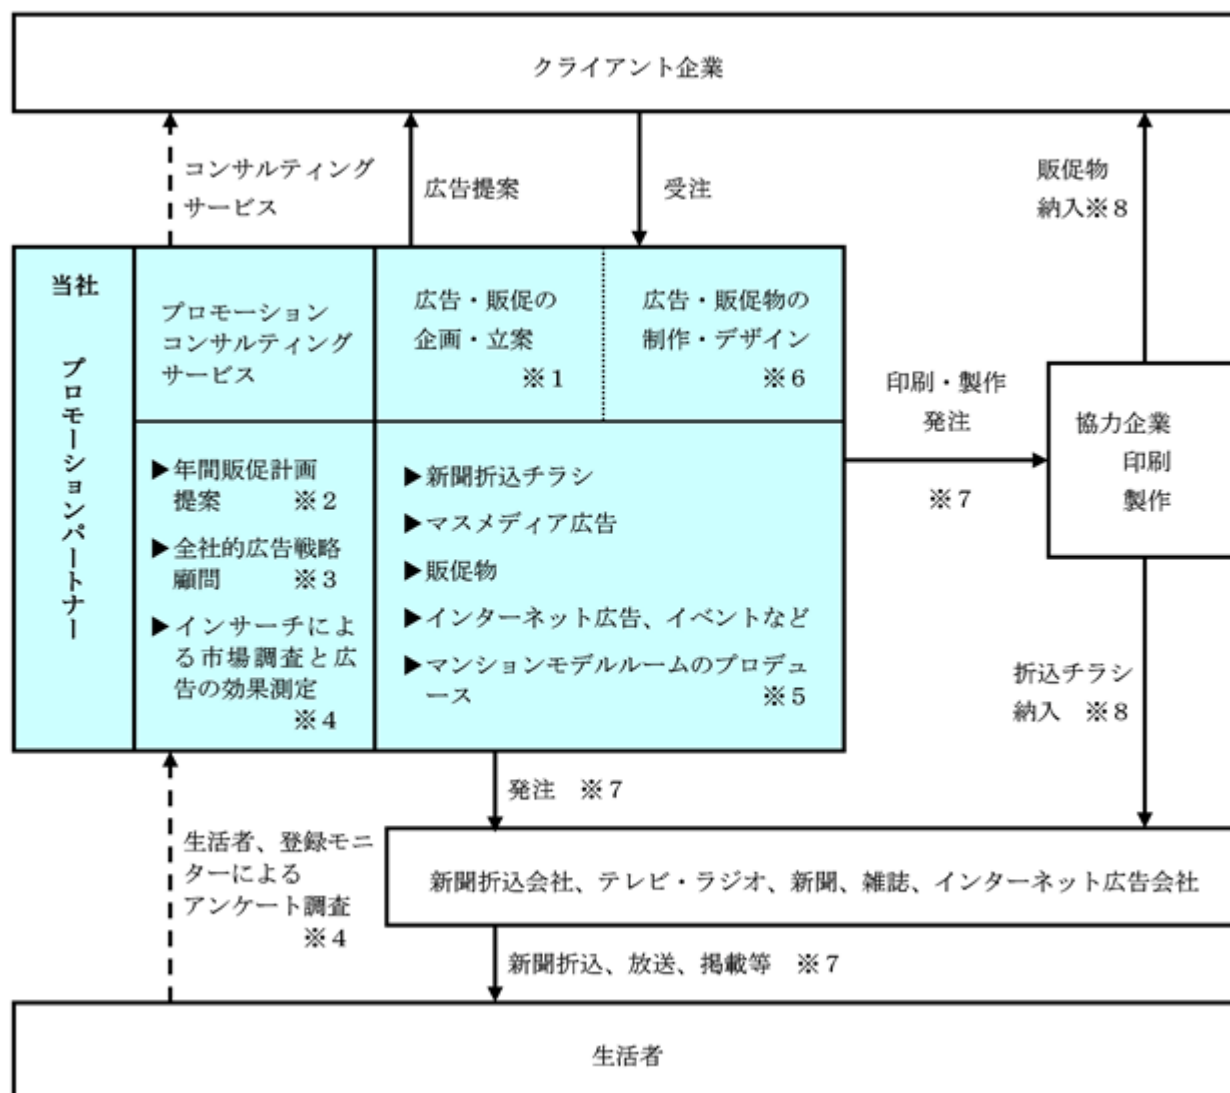 クライアント企業
コンサルティング
サービス
広告提案
受注
販促物
納入※8
当社
プロモーションパートナー
プロモーション
コンサルティング
サービス
広告・販促の
企画・立案
※1
広告・販促物の
制作・デザイン
※6
▶年間販促計画
提案 ※2
▶全社的広告戦略
顧問 ※3
▶インサーチによ
る市場調査と広
告の効果測定
※4
▶新聞折込チラシ
▶マスメディア広告
▶販促物
▶インターネット広告、イベントなど
▶マンションモデルルームのプロデュ
ース ※5
印刷・製作
発注
※7
協力企業
印刷
製作
折込チラシ
納入 ※8
発注 ※7
生活者、登録モニ
ターによる
アンケート調査
※4
新聞折込会社、テレビ・ラジオ、新聞、雑誌、インターネット広告会社
新聞折込、放送、掲載等 ※7
生活者